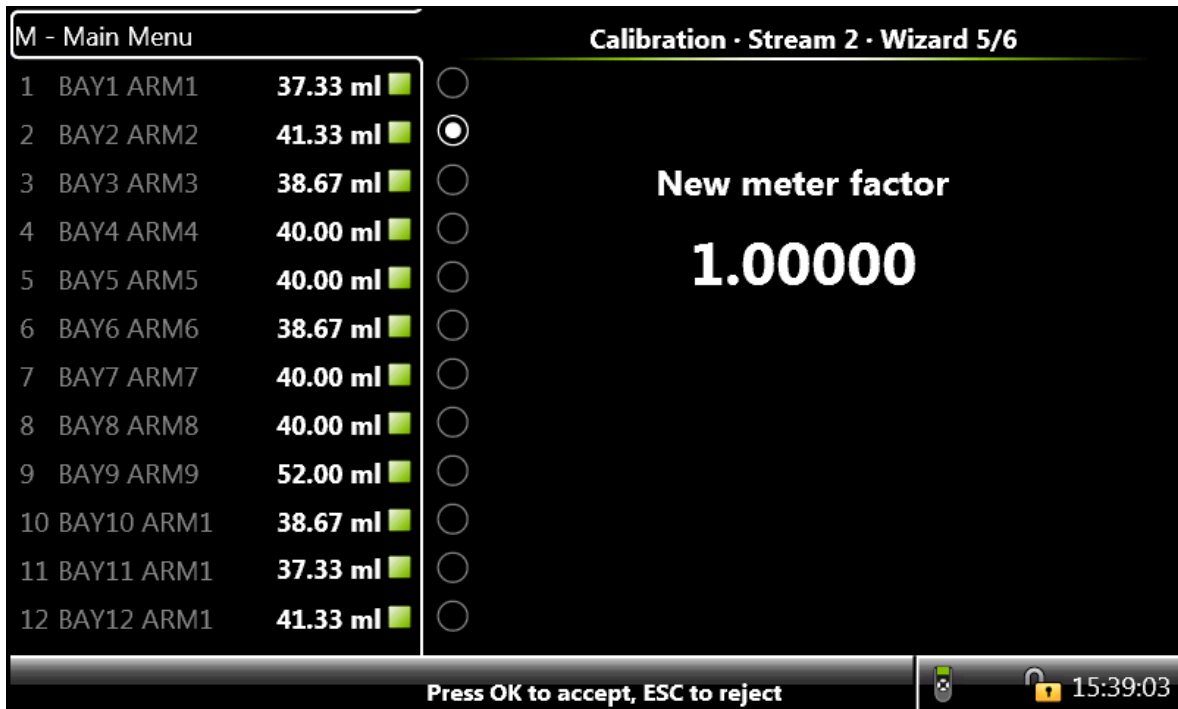 M - Main Menu
Calibration · Stream 2 · Wizard 5/6
1 BAY1 ARM1 37.33 ml
2 BAY2 ARM2 41.33 ml
3 BAY3 ARM3 38.67 ml
4 BAY4 ARM4 40.00 ml
5 BAY5 ARM5 40.00 ml
6 BAY6 ARM6 38.67 ml
7 BAY7 ARM7 40.00 ml
8 BAY8 ARM8 40.00 ml
9 BAY9 ARM9 52.00 ml
10 BAY10 ARM1 38.67 ml
11 BAY11 ARM1 37.33 ml
12 BAY12 ARM1 41.33 ml
New meter factor
1.00000
Press OK to accept, ESC to reject
15:39:03